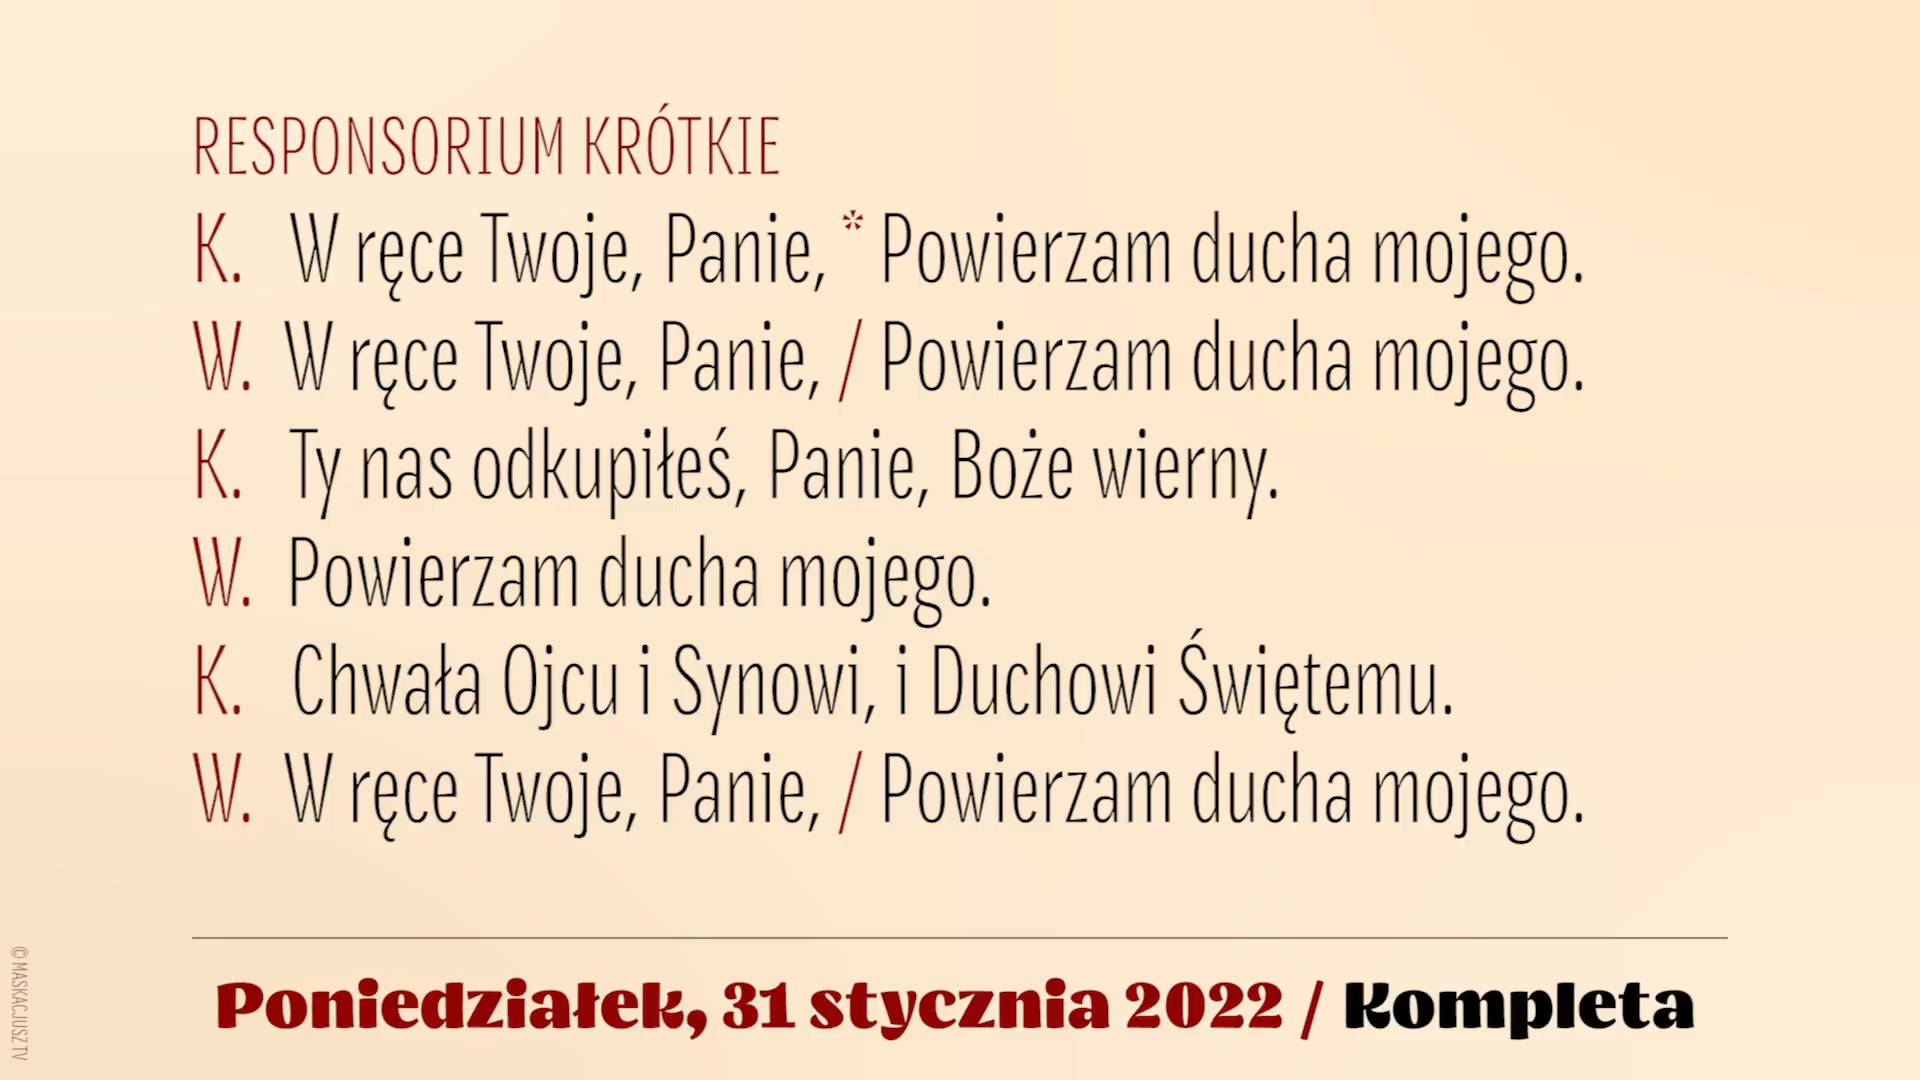 RESPONSORIUM KRÓTKIE
K. W ręce Twoje, Panie, * Powierzam ducha mojego.
W. W ręce Twoje, Panie, / Powierzam ducha mojego.
K. Ty nas odkupiłeś, Panie, Boże wierny.
W. Powierzam ducha mojego.
K. Chwała Ojcu i Synowi, i Duchowi Świętemu.
W. W ręce Twoje, Panie, / Powierzam ducha mojego.
Poniedziałek, 31 stycznia 2022 / Kompleta
© MASKACJUSZ TV